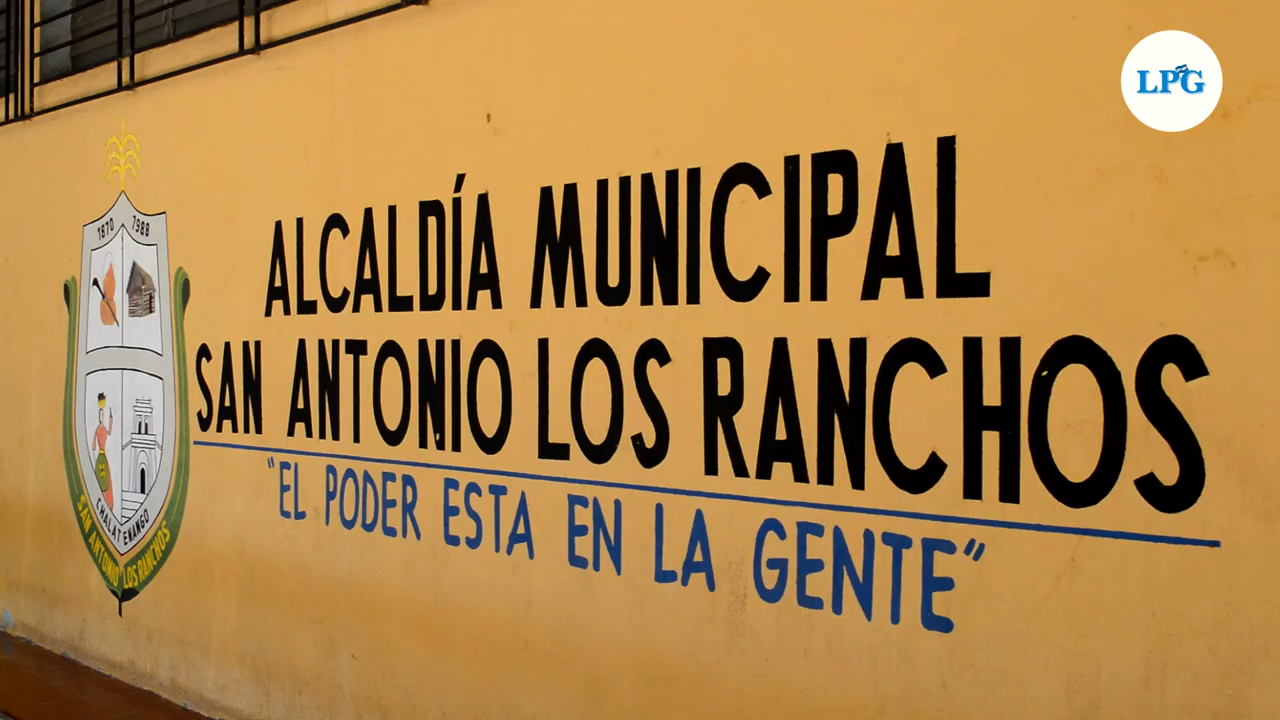 LPG
ALCALDÍA MUNICIPAL
SAN ANTONIO LOS RANCHOS
"EL PODER ESTA EN LA GENTE"
1870 7988
CHALATENANGO
SAN ANTONIO LOS RANCHOS